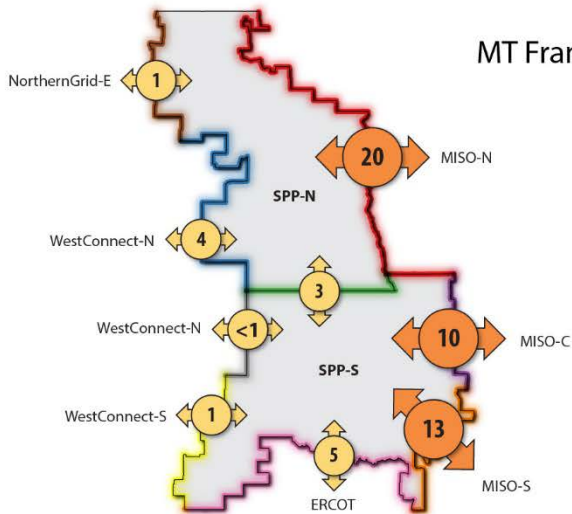 MT Fran
NorthernGrid-E
1
20
MISO-N
SPP-N
WestConnect-N
4
3
WestConnect-N
<1
10
MISO-C
SPP-S
WestConnect-S
1
13
5
MISO-S
ERCOT